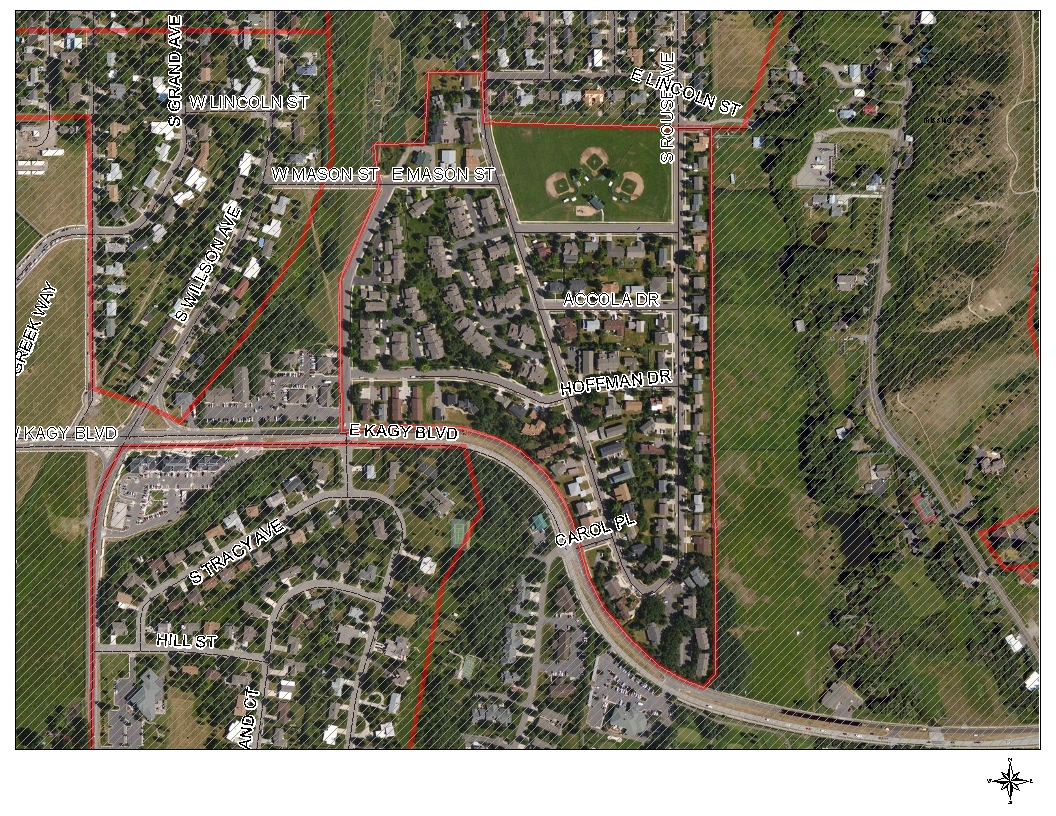 S GRAND AVE
W LINCOLN ST
E LINCOLN ST
S ROUSE AVE
W MASON ST
E MASON ST
S WILLSON AVE
CREEK WAY
ACCOLA DR
HOFFMAN DR
W KAGY BLVD
E KAGY BLVD
CAROL PL
S TRACY AVE
HILL ST
AND CT
N
W
E
S